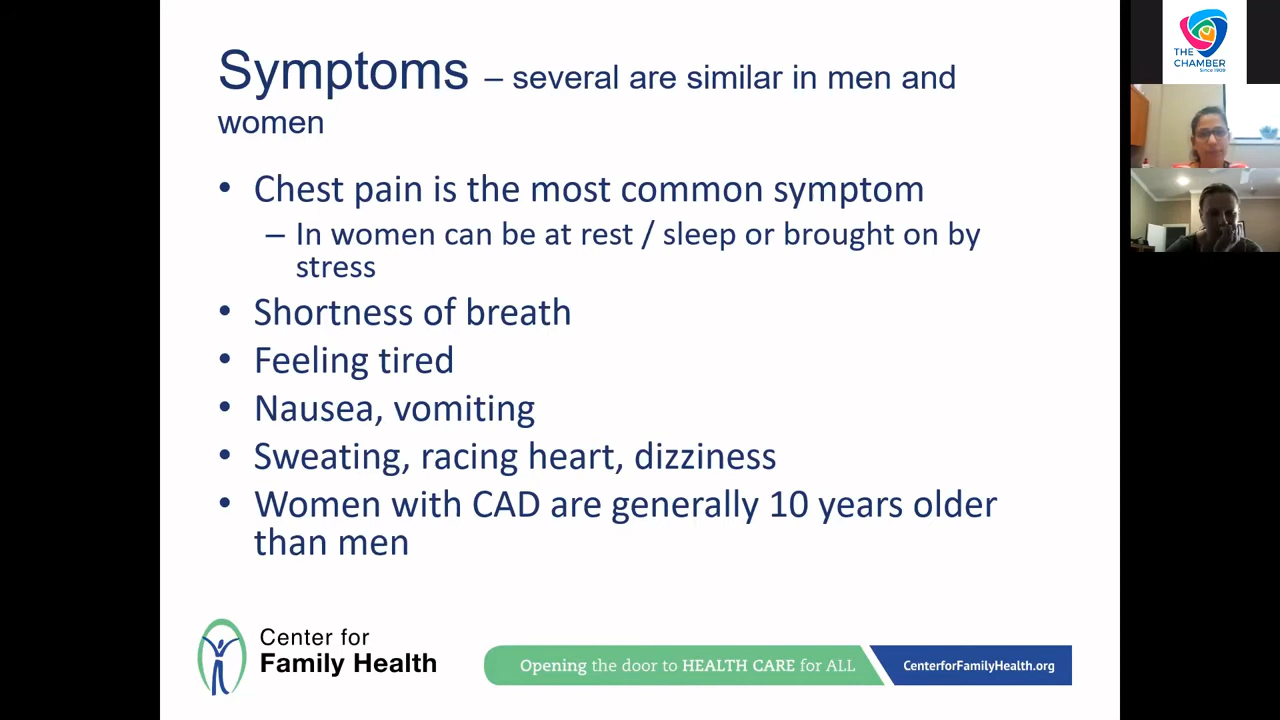 Symptoms – several are similar in men and
women
• Chest pain is the most common symptom
– In women can be at rest / sleep or brought on by
stress
• Shortness of breath
• Feeling tired
• Nausea, vomiting
• Sweating, racing heart, dizziness
• Women with CAD are generally 10 years older
than men
Center for
Family Health
Opening the door to HEALTH CARE for ALL
CenterforFamilyHealth.org
THE
CHAMBER
Since 1909